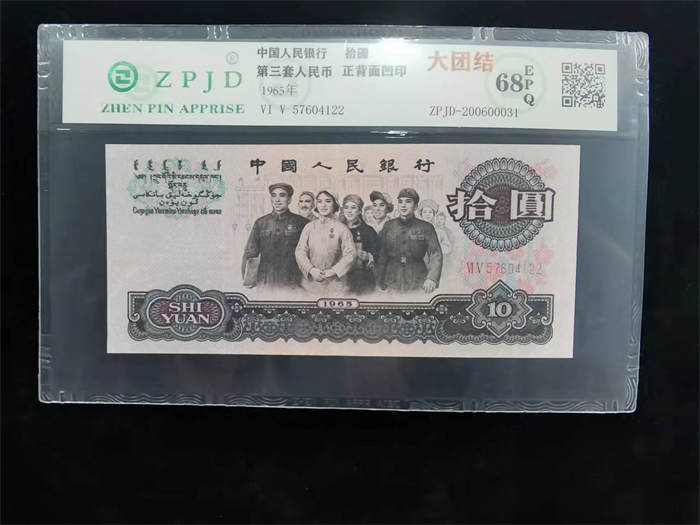 ZPJD ®
ZHEN PIN APPRISE
中国人民银行 拾圆
第三套人民币 正背面凹印
1965年
VI V 57604122
大团结
68 EPQ
ZPJD-200600031
中國人民銀行
拾圓
VI V 57604122
1965
SHI
YUAN
10